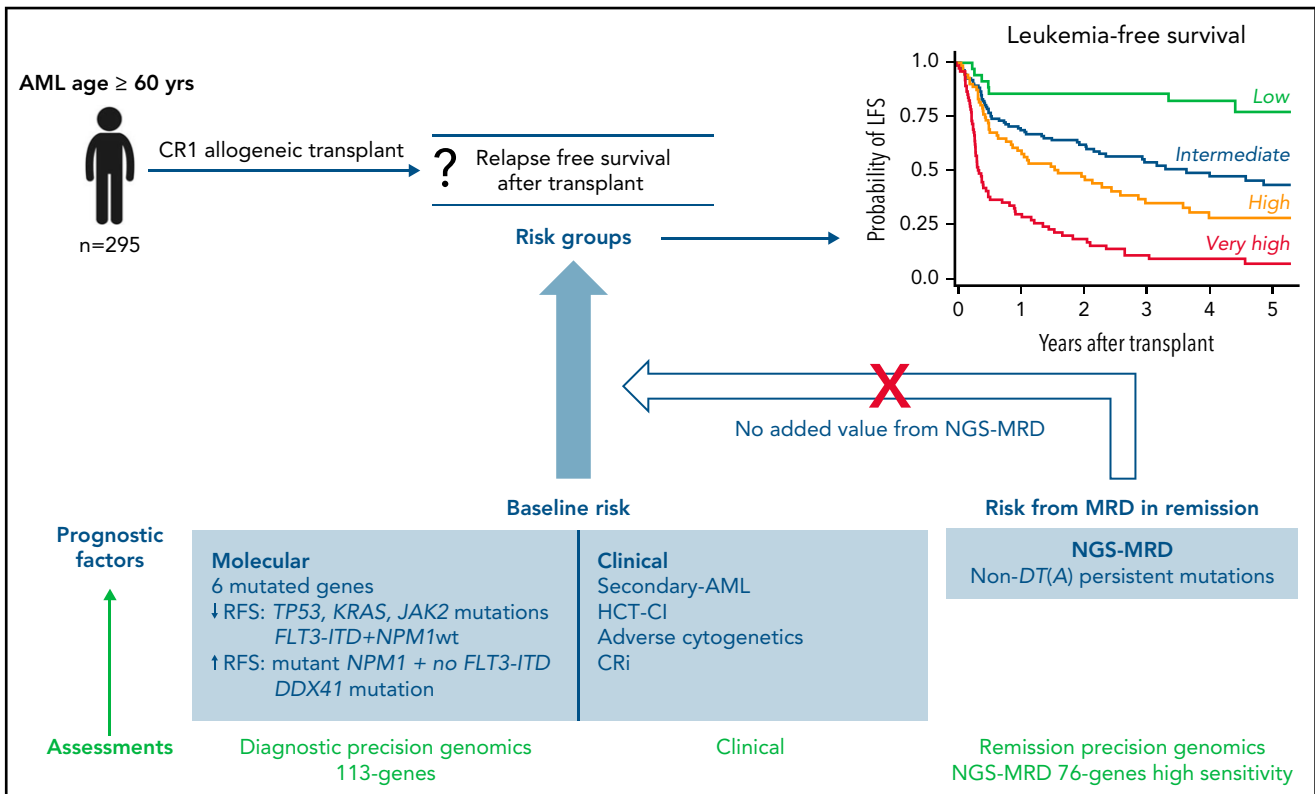 AML age ≥ 60 yrs
n=295
CR1 allogeneic transplant
?
Relapse free survival
after transplant
Risk groups
Leukemia-free survival
Probability of LFS
1.0
0.75
0.5
0.25
0.0
Low
Intermediate
High
Very high
0 1 2 3 4 5
Years after transplant
X
No added value from NGS-MRD
Baseline risk
Risk from MRD in remission
Prognostic
factors
Molecular
6 mutated genes
↓ RFS: TP53, KRAS, JAK2 mutations
FLT3-ITD+NPM1wt
↑ RFS: mutant NPM1 + no FLT3-ITD
DDX41 mutation
Clinical
Secondary-AML
HCT-CI
Adverse cytogenetics
CRi
NGS-MRD
Non-DT(A) persistent mutations
Assessments
Diagnostic precision genomics
113-genes
Clinical
Remission precision genomics
NGS-MRD 76-genes high sensitivity